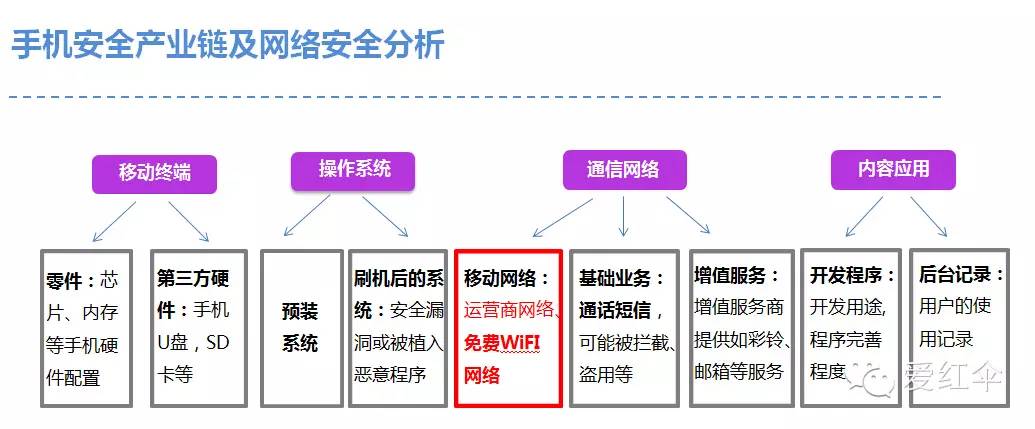 手机安全产业链及网络安全分析
移动终端
操作系统
通信网络
内容应用
零件：芯
片、内存
等手机硬
件配置
第三方硬
件：手机
U盘，SD
卡等
预装
系统
刷机后的系
统：安全漏
洞或被植入
恶意程序
移动网络：
运营商网络、
免费WiFI
网络
基础业务：
通话短信，
可能被拦截、
盗用等
增值服务：
增值服务商
提供如彩铃、
邮箱等服务
开发程序：
开发用途,
程序完善
程度
后台记录：
用户的使
用记录
爱红伞